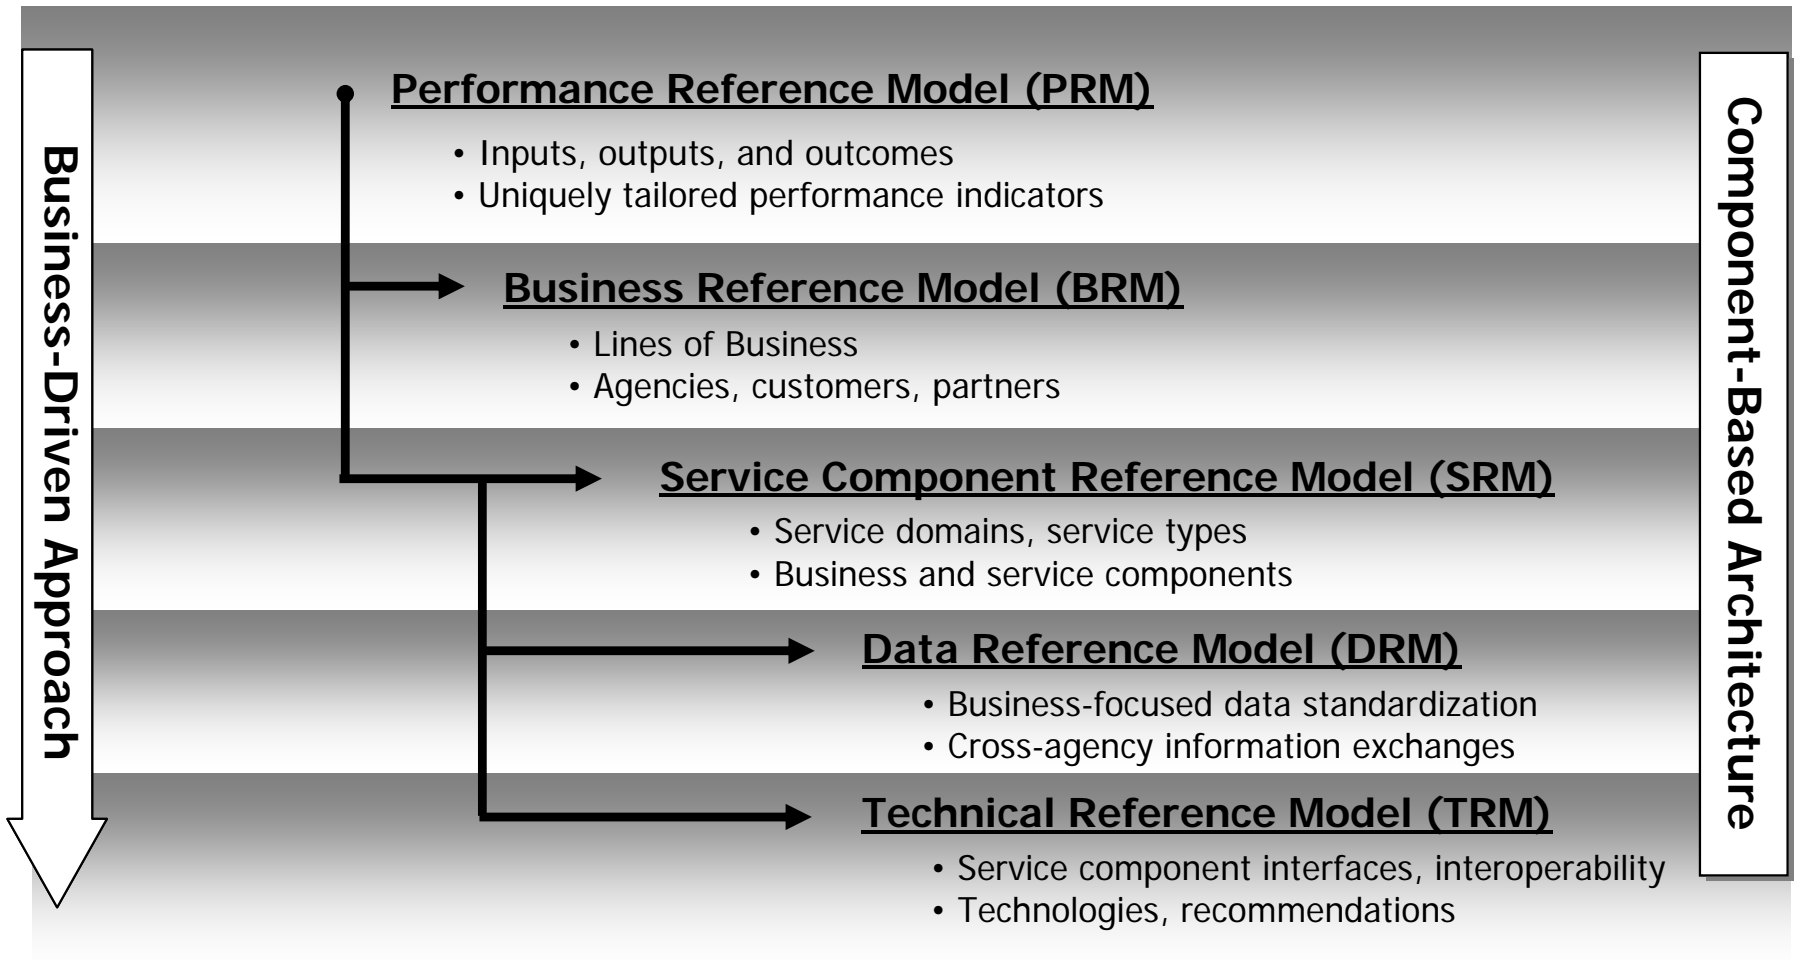 Business-Driven Approach
Performance Reference Model (PRM)
• Inputs, outputs, and outcomes
• Uniquely tailored performance indicators
Business Reference Model (BRM)
• Lines of Business
• Agencies, customers, partners
Service Component Reference Model (SRM)
• Service domains, service types
• Business and service components
Data Reference Model (DRM)
• Business-focused data standardization
• Cross-agency information exchanges
Technical Reference Model (TRM)
• Service component interfaces, interoperability
• Technologies, recommendations
Component-Based Architecture